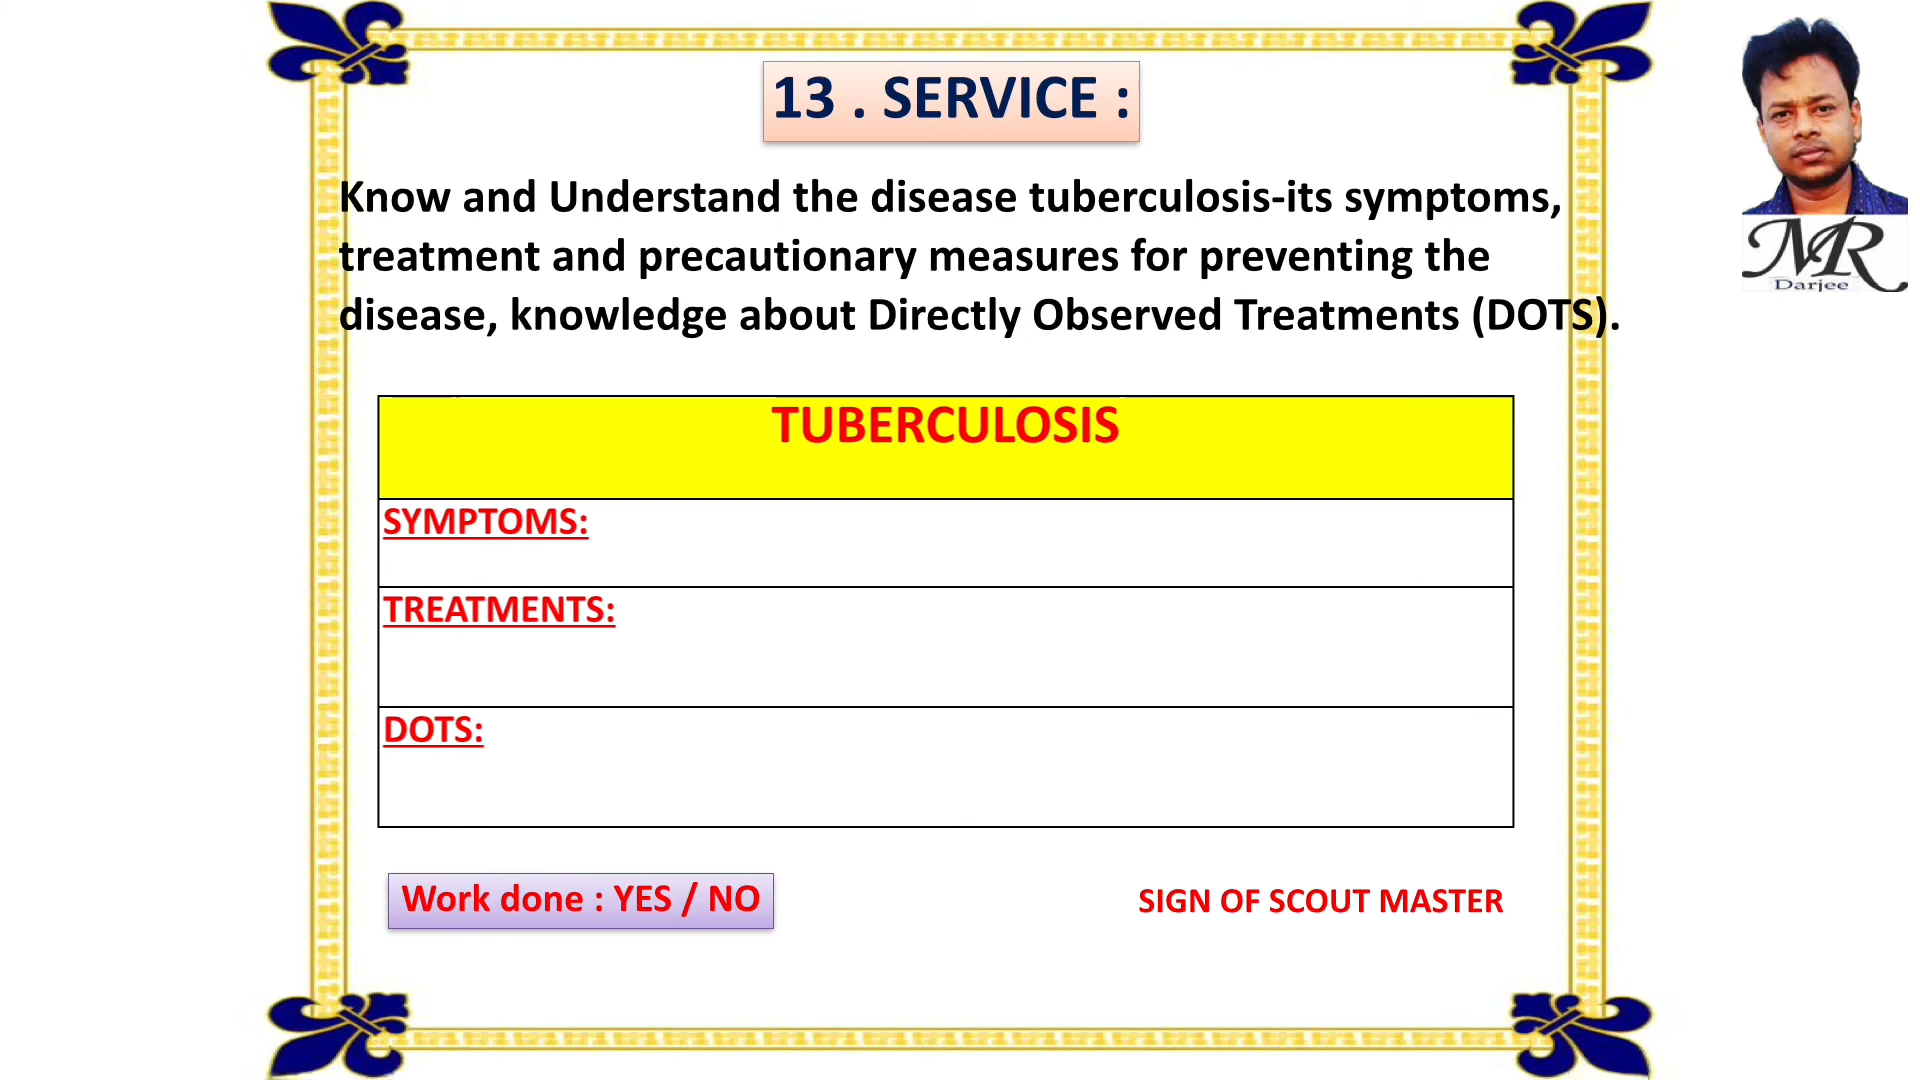 13 . SERVICE :
Know and Understand the disease tuberculosis-its symptoms,
treatment and precautionary measures for preventing the
disease, knowledge about Directly Observed Treatments (DOTS).
MR
Darjee
TUBERCULOSIS
SYMPTOMS:
TREATMENTS:
DOTS:
Work done : YES / NO
SIGN OF SCOUT MASTER